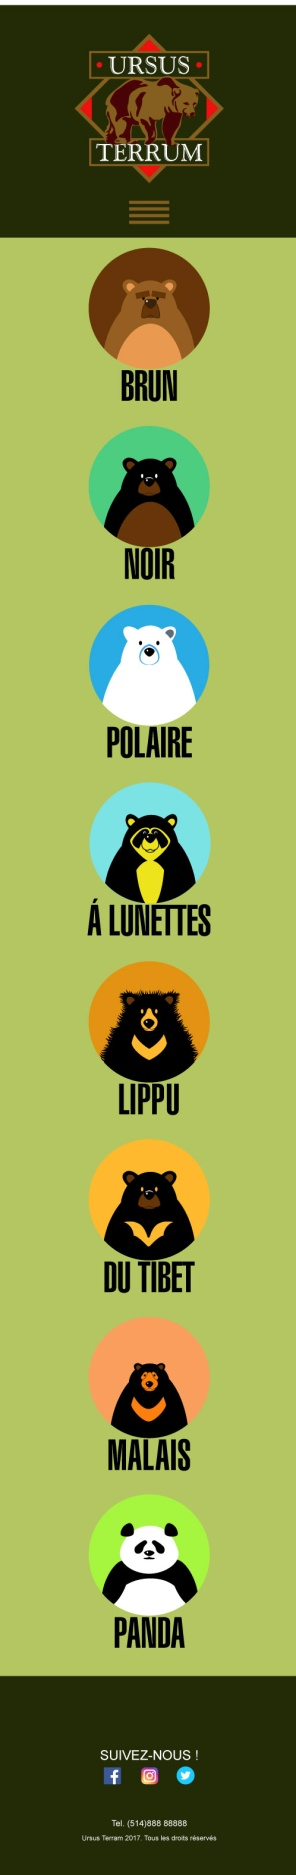 URSUS
TERRUM
BRUN
NOIR
POLAIRE
Á LUNETTES
LIPPU
DU TIBET
MALAIS
PANDA
SUIVEZ-NOUS !
Tel. (514)888 88888
Ursus Terram 2017. Tous les droits réservés